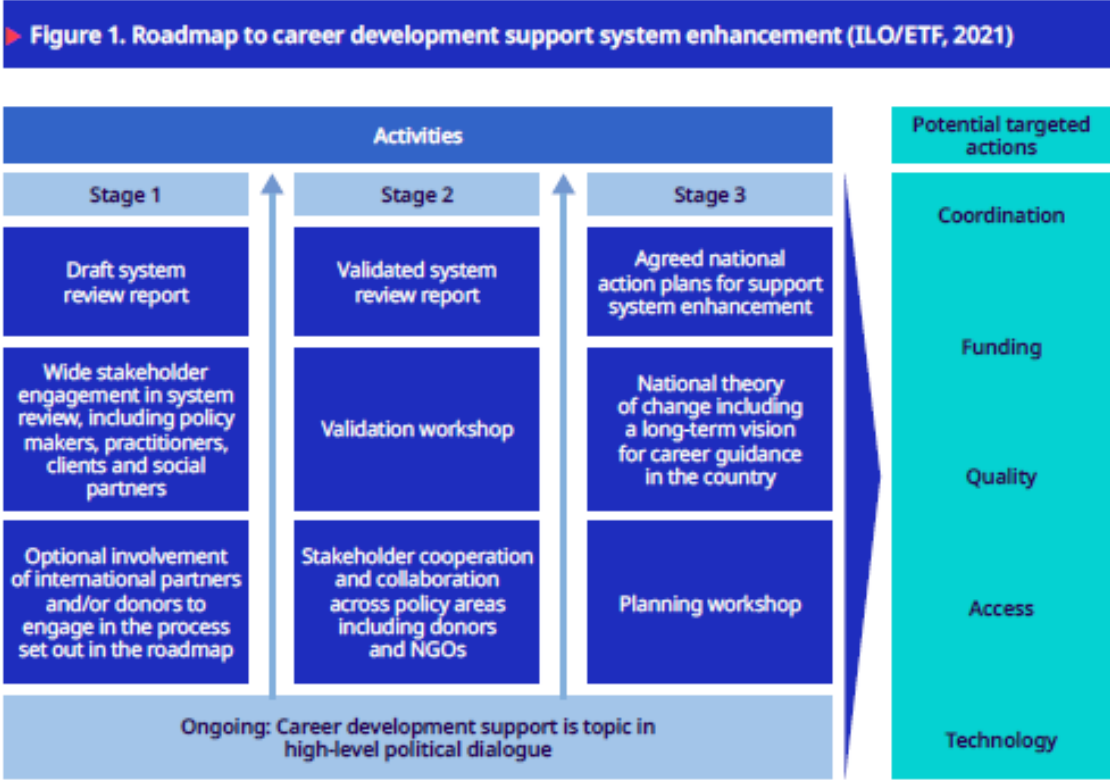 Figure 1. Roadmap to career development support system enhancement (ILO/ETF, 2021)
Activities
Potential targeted
actions
Stage 1
Draft system
review report
Wide stakeholder
engagement in system
review, including policy
makers, practitioners,
clients and social
partners
Optional involvement
of international partners
and/or donors to
engage in the process
set out in the roadmap
Stage 2
Validated system
review report
Validation workshop
Stakeholder cooperation
and collaboration
across policy areas
including donors
and NGOs
Stage 3
Agreed national
action plans for support
system enhancement
National theory
of change including
a long-term vision
for career guidance
in the country
Planning workshop
Ongoing: Career development support is topic in
high-level political dialogue
Coordination
Funding
Quality
Access
Technology